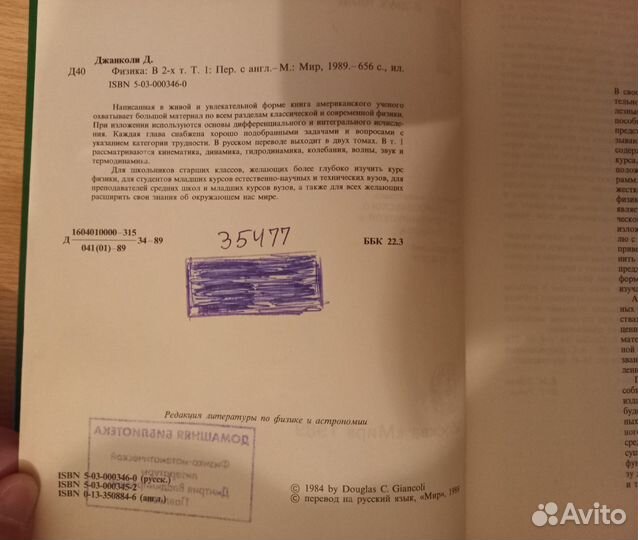 Джанколи Д.
Д40 Физика: В 2-х т. Т. 1: Пер. с англ.– М.: Мир, 1989.– 656 с., ил.
ISBN 5-03-000346-0
Написанная в живой и увлекательной форме книга американского ученого
охватывает большой материал по всем разделам классической и современной физики.
При изложении используются основы дифференциального и интегрального исчисле-
ния. Каждая глава снабжена хорошо подобранными задачами и вопросами с
указанием категории трудности. В русском переводе выходит в двух томах. В т. 1
рассматриваются кинематика, динамика, гидродинамика, колебания, волны, звук и
термодинамика.
Для школьников старших классов, желающих более глубоко изучить курс
физики, для студентов младших курсов естественно-научных и технических вузов, для
преподавателей средних школ и младших курсов вузов, а также для всех желающих
расширить свои знания об окружающем нас мире.
Д 1604010000–315
041(01)–89
34–89
35477
ББК 22.3
Редакция литературы по физике и астрономии
ДОМАШНЯЯ БИБЛИОТЕКА
Физико-математической
литературы
Дмитрия Владимир
Павло
ISBN 5-03-000346-0 (русск.)
ISBN 5-03-000345-2
ISBN 0-13-350884-6 (англ.)
© 1984 by Douglas C. Giancoli
© перевод на русский язык, «Мир», 198
Avito